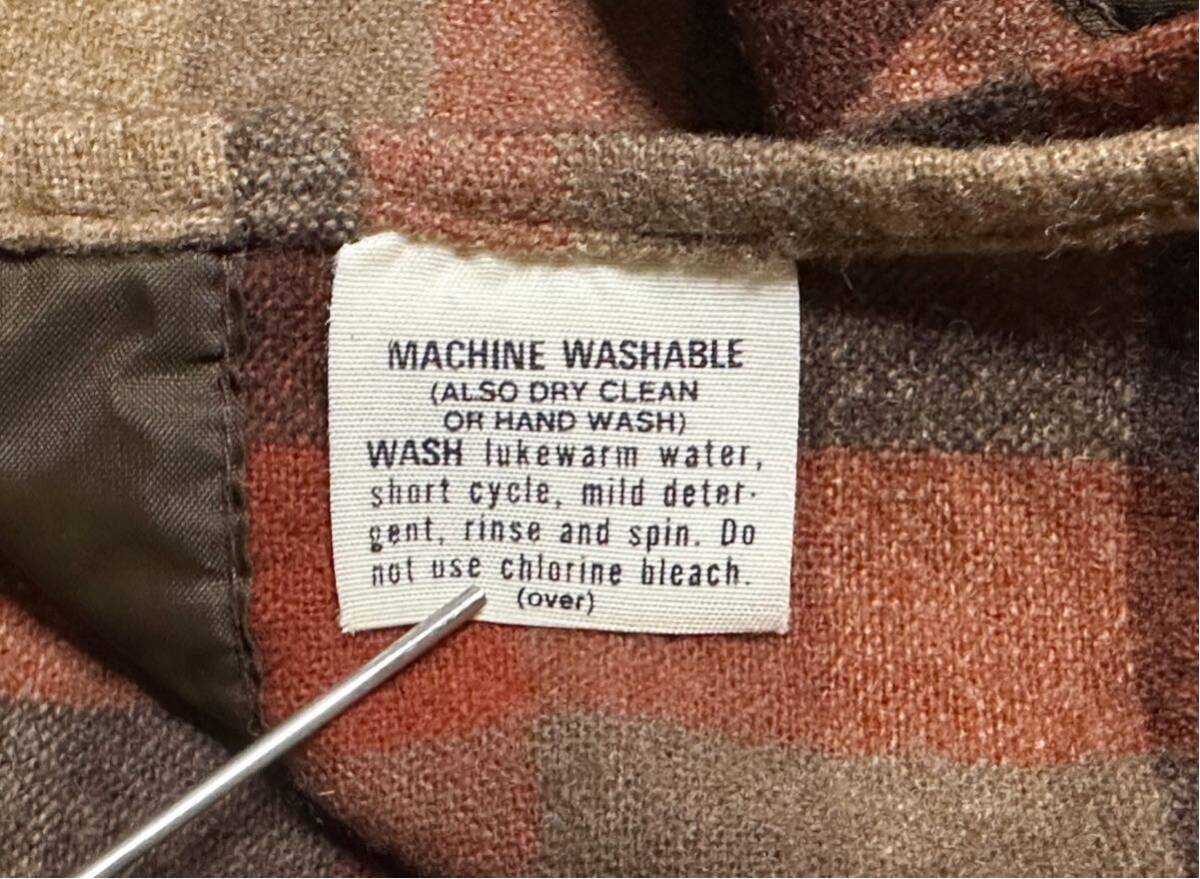 MACHINE WASHABLE
(ALSO DRY CLEAN
OR HAND WASH)
WASH lukewarm water,
short cycle, mild deter-
gent, rinse and spin. Do
not use chlorine bleach.
(over)